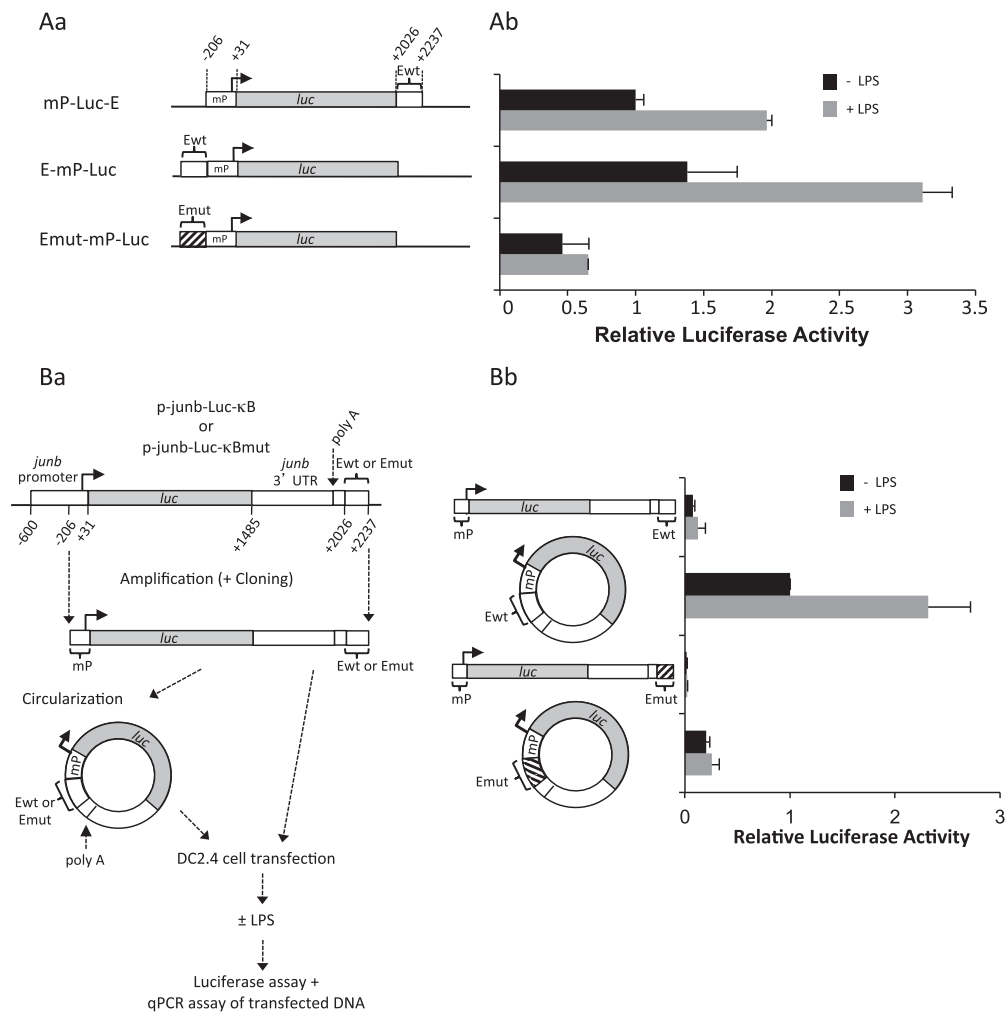 Aa
-206
+31
+2026
+2237
Ewt
mP-Luc-E
mP
luc
Ewt
E-mP-Luc
mP
luc
Emut
Emut-mP-Luc
mP
luc
Ab
- LPS
+ LPS
0 0.5 1 1.5 2 2.5 3 3.5
Relative Luciferase Activity
Ba
p-junb-Luc-κB
or
p-junb-Luc-κBmut
poly A
junb
promoter
junb
3' UTR
Ewt or Emut
luc
-600
-206
+31
+1485
+2026
+2237
Amplification (+ Cloning)
luc
mP
Ewt or Emut
Circularization
luc
mP
Ewt or
Emut
poly A
DC2.4 cell transfection
± LPS
Luciferase assay +
qPCR assay of transfected DNA
Bb
- LPS
+ LPS
luc
mP
Ewt
luc
mP
Ewt
luc
mP
Emut
luc
mP
Emut
0 1 2 3
Relative Luciferase Activity